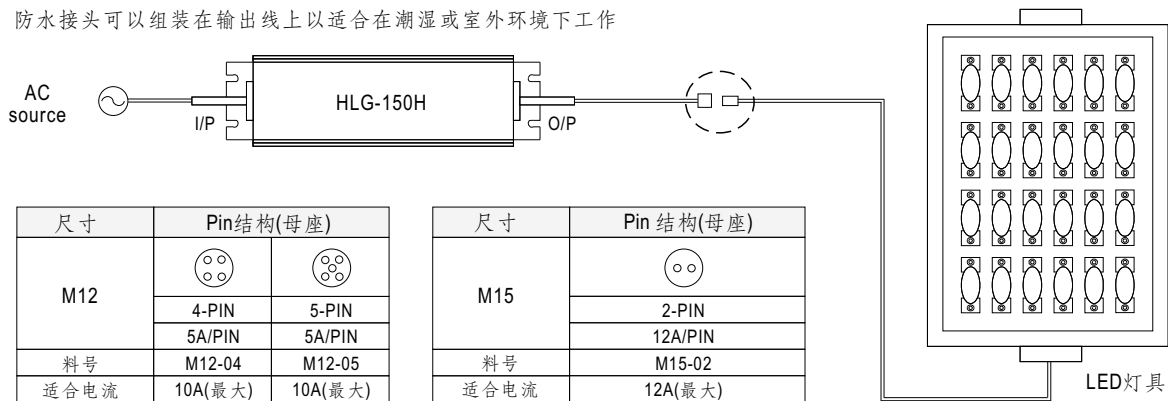 防水接头可以组装在输出线上以适合在潮湿或室外环境下工作
AC
source
I/P
HLG-150H
O/P
尺寸 Pin结构(母座)
M12
4-PIN 5-PIN
5A/PIN 5A/PIN
料号 M12-04 M12-05
适合电流 10A(最大) 10A(最大)
尺寸 Pin 结构(母座)
M15
2-PIN
12A/PIN
料号 M15-02
适合电流 12A(最大)
LED灯具